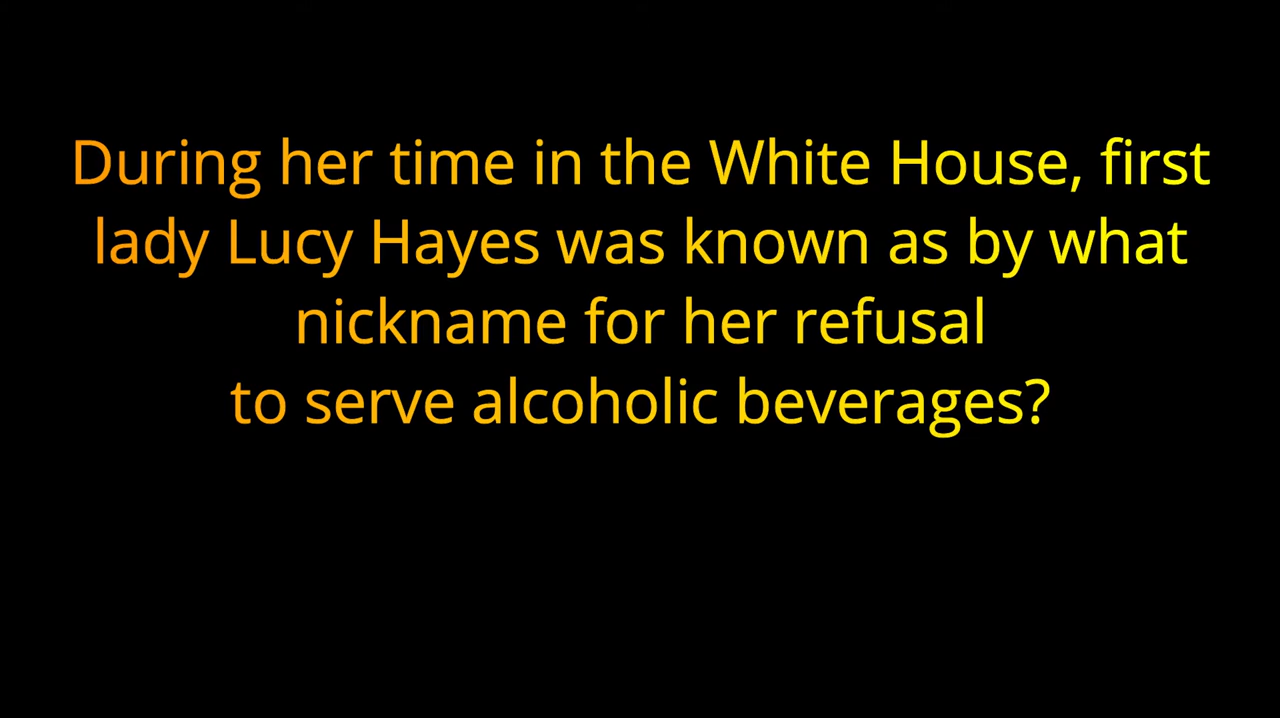 During her time in the White House, first
lady Lucy Hayes was known as by what
nickname for her refusal
to serve alcoholic beverages?